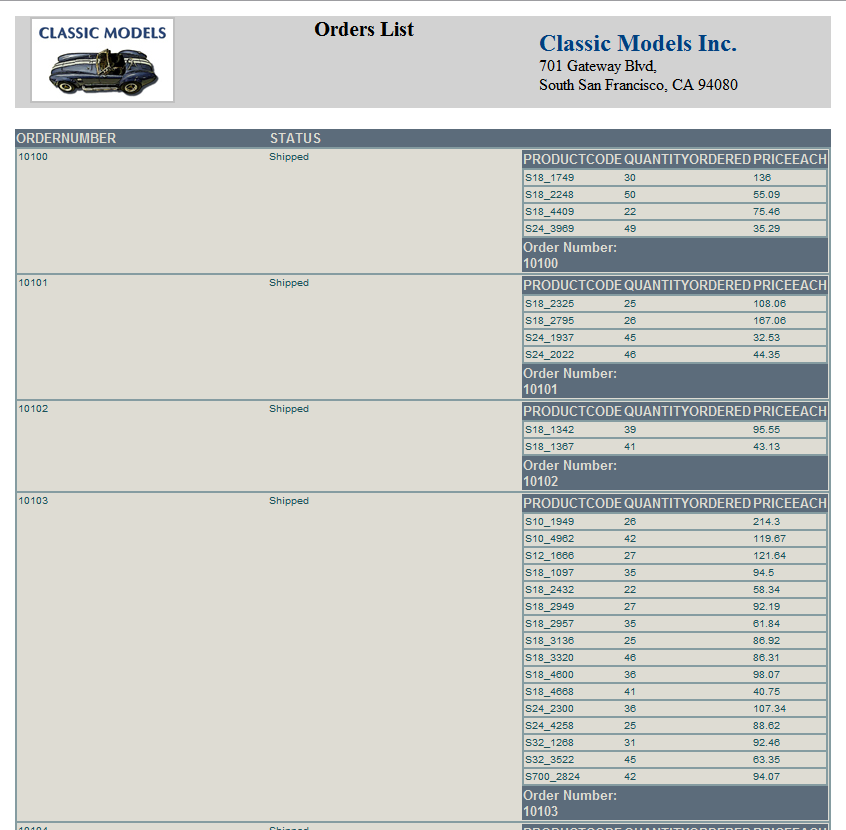 CLASSIC MODELS
Orders List
Classic Models Inc.
701 Gateway Blvd,
South San Francisco, CA 94080
ORDERNUMBER STATUS
10100 Shipped PRODUCTCODE QUANTITYORDERED PRICEEACH
S18_1749 30 136
S18_2248 50 55.09
S18_4409 22 75.46
S24_3969 49 35.29
Order Number:
10100
10101 Shipped PRODUCTCODE QUANTITYORDERED PRICEEACH
S18_2325 25 108.06
S18_2795 26 167.06
S24_1937 45 32.53
S24_2022 46 44.35
Order Number:
10101
10102 Shipped PRODUCTCODE QUANTITYORDERED PRICEEACH
S18_1342 39 95.55
S18_1367 41 43.13
Order Number:
10102
10103 Shipped PRODUCTCODE QUANTITYORDERED PRICEEACH
S10_1949 26 214.3
S10_4962 42 119.67
S12_1666 27 121.64
S18_1097 35 94.5
S18_2432 22 58.34
S18_2949 27 92.19
S18_2957 35 61.84
S18_3136 25 86.92
S18_3320 46 86.31
S18_4600 36 98.07
S18_4668 41 40.75
S24_2300 36 107.34
S24_4258 25 88.62
S32_1268 31 92.46
S32_3522 45 63.35
S700_2824 42 94.07
Order Number:
10103
10104 Shipped PRODUCTCODE QUANTITYORDERED PRICEEACH